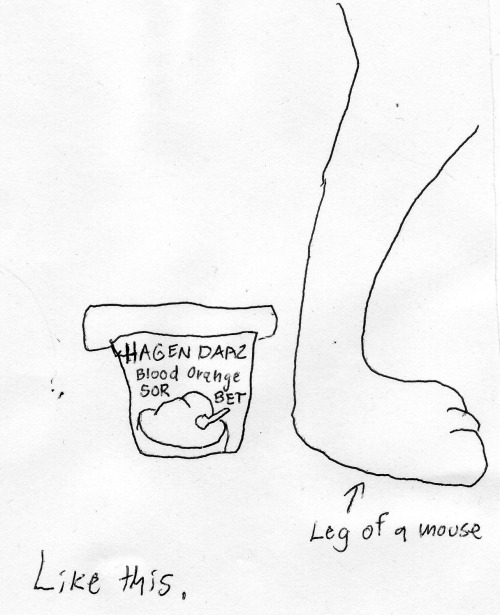 HAGEN DAPZ
Blood Orange
SOR BET
Leg of a mouse
Like this.